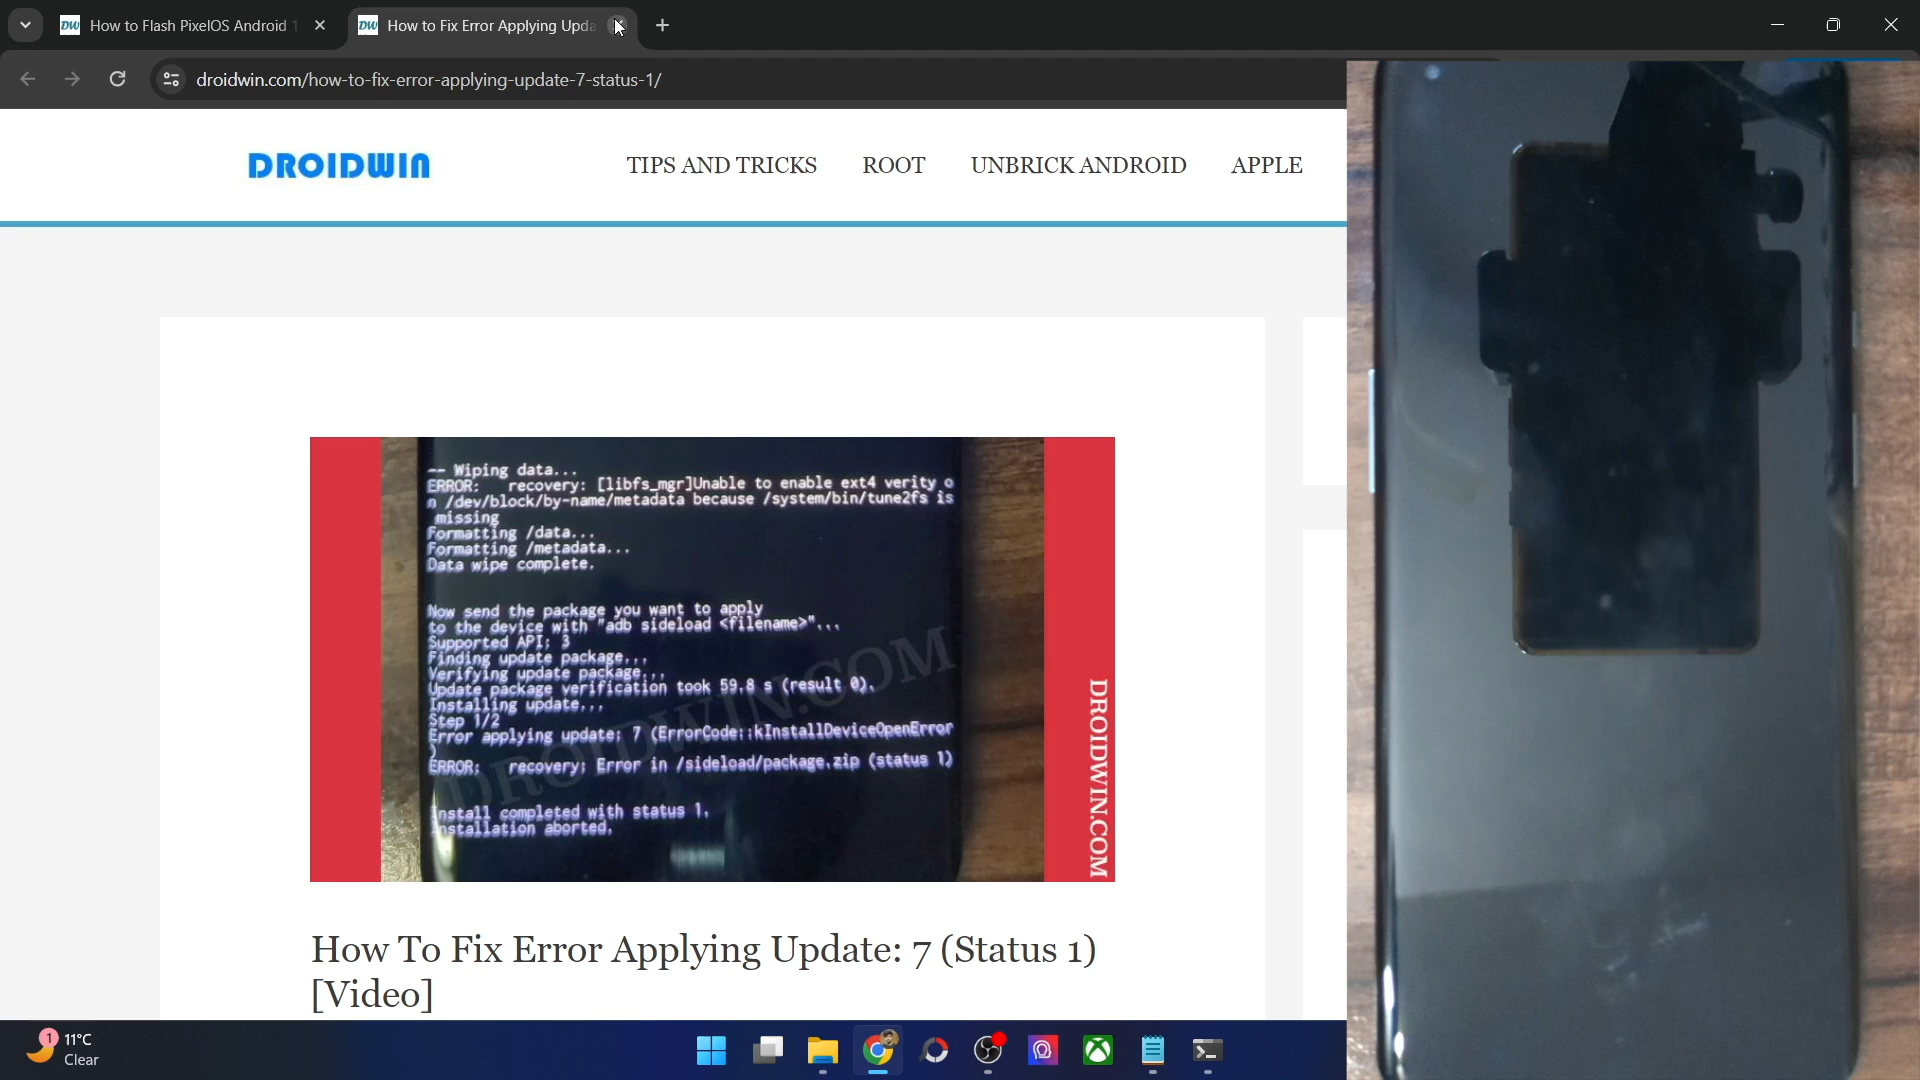 DW How to Flash PixelOS Android 1
DW How to Fix Error Applying Upda
droidwin.com/how-to-fix-error-applying-update-7-status-1/
DROIDWIN
TIPS AND TRICKS ROOT UNBRICK ANDROID APPLE
-- Wiping data...
ERROR: recovery: [libfs_mgr]Unable to enable ext4 verity o
n /dev/block/by-name/metadata because /system/bin/tune2fs is
missing
Formatting /data...
Formatting /metadata...
Data wipe complete.
Now send the package you want to apply
to the device with "adb sideload <filename>"...
Supported API: 3
Finding update package...
Verifying update package...
Update package verification took 59.8 s (result 0).
Installing update...
Step 1/2
Error applying update: 7 (ErrorCode::kInstallDeviceOpenError
)
ERROR: recovery: Error in /sideload/package.zip (status 1)
Install completed with status 1.
Installation aborted.
DROIDWIN.COM
DROIDWIN.COM
How To Fix Error Applying Update: 7 (Status 1)
[Video]
1
11°C
Clear